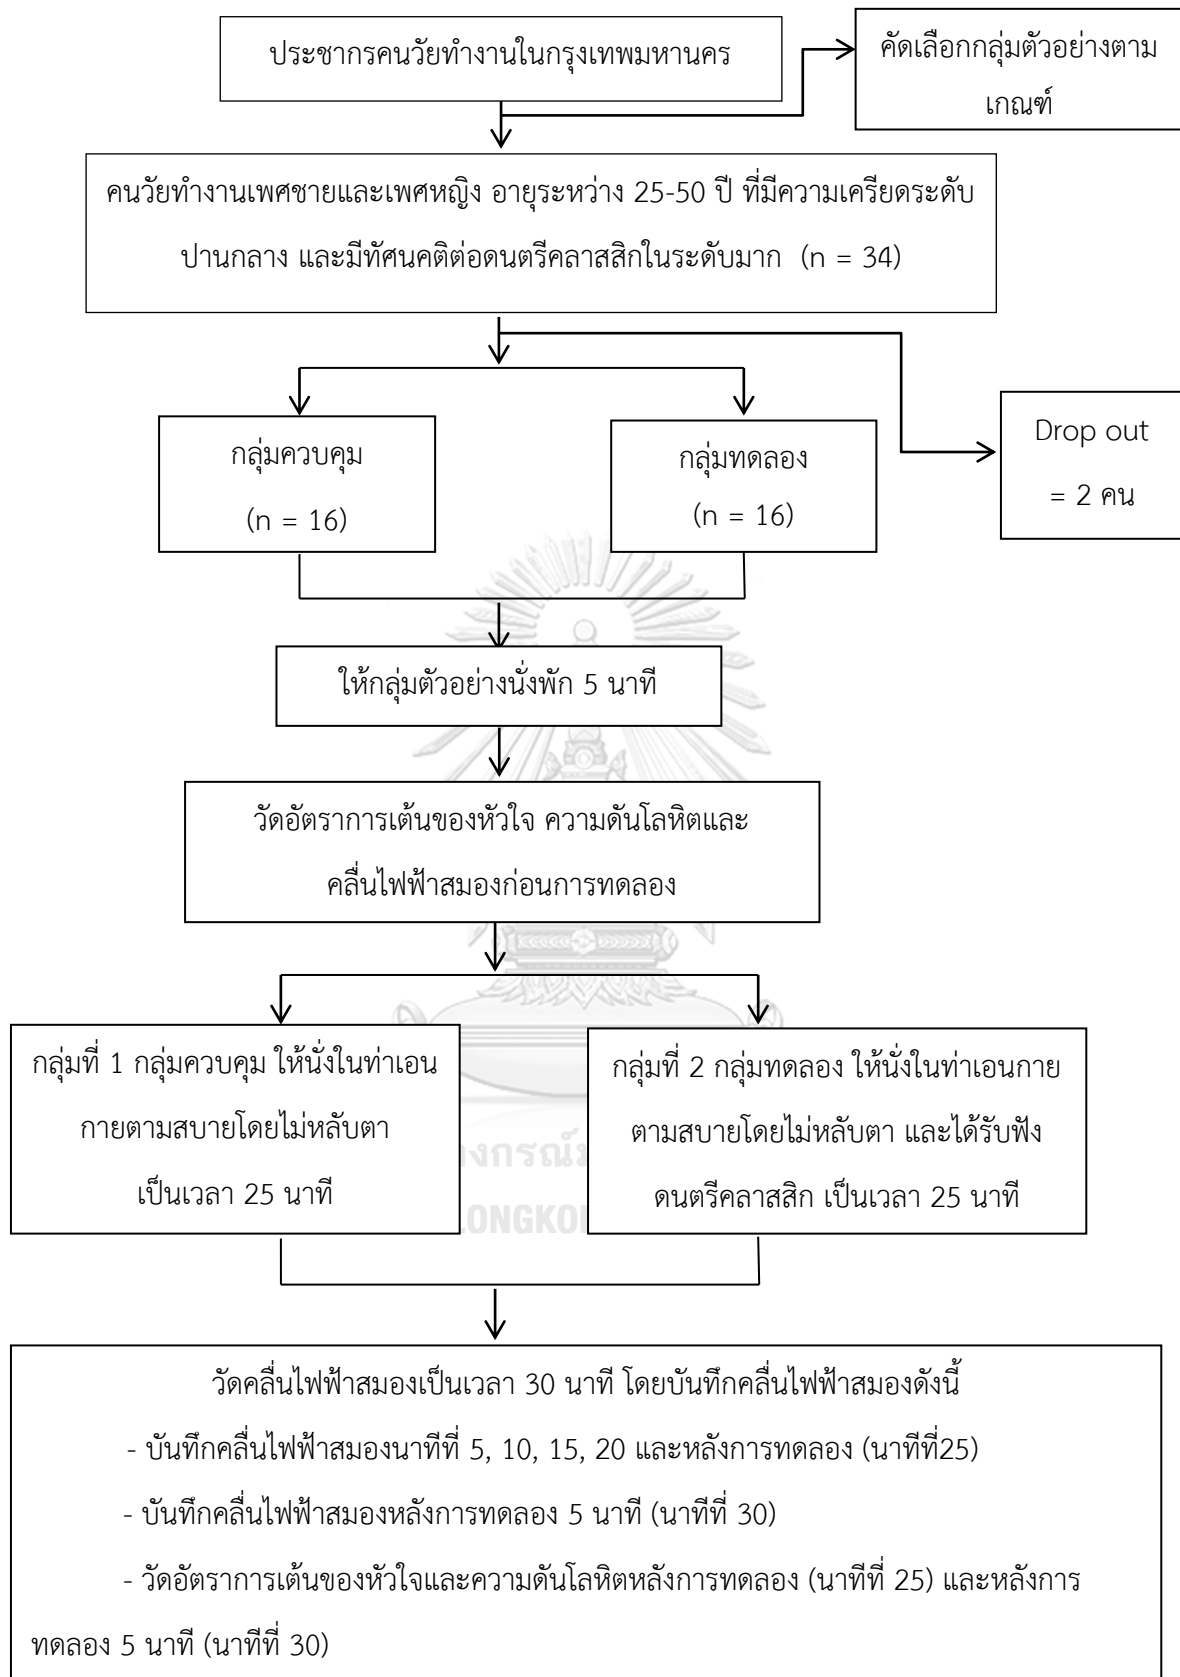 ประชากรคนวัยทำงานในกรุงเทพมหานคร
คัดเลือกกลุ่มตัวอย่างตาม
เกณฑ์
คนวัยทำงานเพศชายและเพศหญิง อายุระหว่าง 25-50 ปี ที่มีความเครียดระดับ
ปานกลาง และมีทัศนคติต่อดนตรีคลาสสิกในระดับมาก (n = 34)
กลุ่มควบคุม
(n = 16)
กลุ่มทดลอง
(n = 16)
Drop out
= 2 คน
ให้กลุ่มตัวอย่างนั่งพัก 5 นาที
วัดอัตราการเต้นของหัวใจ ความดันโลหิตและ
คลื่นไฟฟ้าสมองก่อนการทดลอง
กลุ่มที่ 1 กลุ่มควบคุม ให้นั่งในท่าเอน
กายตามสบายโดยไม่หลับตา
เป็นเวลา 25 นาที
กลุ่มที่ 2 กลุ่มทดลอง ให้นั่งในท่าเอนกาย
ตามสบายโดยไม่หลับตา และได้รับฟัง
ดนตรีคลาสสิก เป็นเวลา 25 นาที
วัดคลื่นไฟฟ้าสมองเป็นเวลา 30 นาที โดยบันทึกคลื่นไฟฟ้าสมองดังนี้
- บันทึกคลื่นไฟฟ้าสมองนาทีที่ 5, 10, 15, 20 และหลังการทดลอง (นาทีที่25)
- บันทึกคลื่นไฟฟ้าสมองหลังการทดลอง 5 นาที (นาทีที่ 30)
- วัดอัตราการเต้นของหัวใจและความดันโลหิตหลังการทดลอง (นาทีที่ 25) และหลังการ
ทดลอง 5 นาที (นาทีที่ 30)